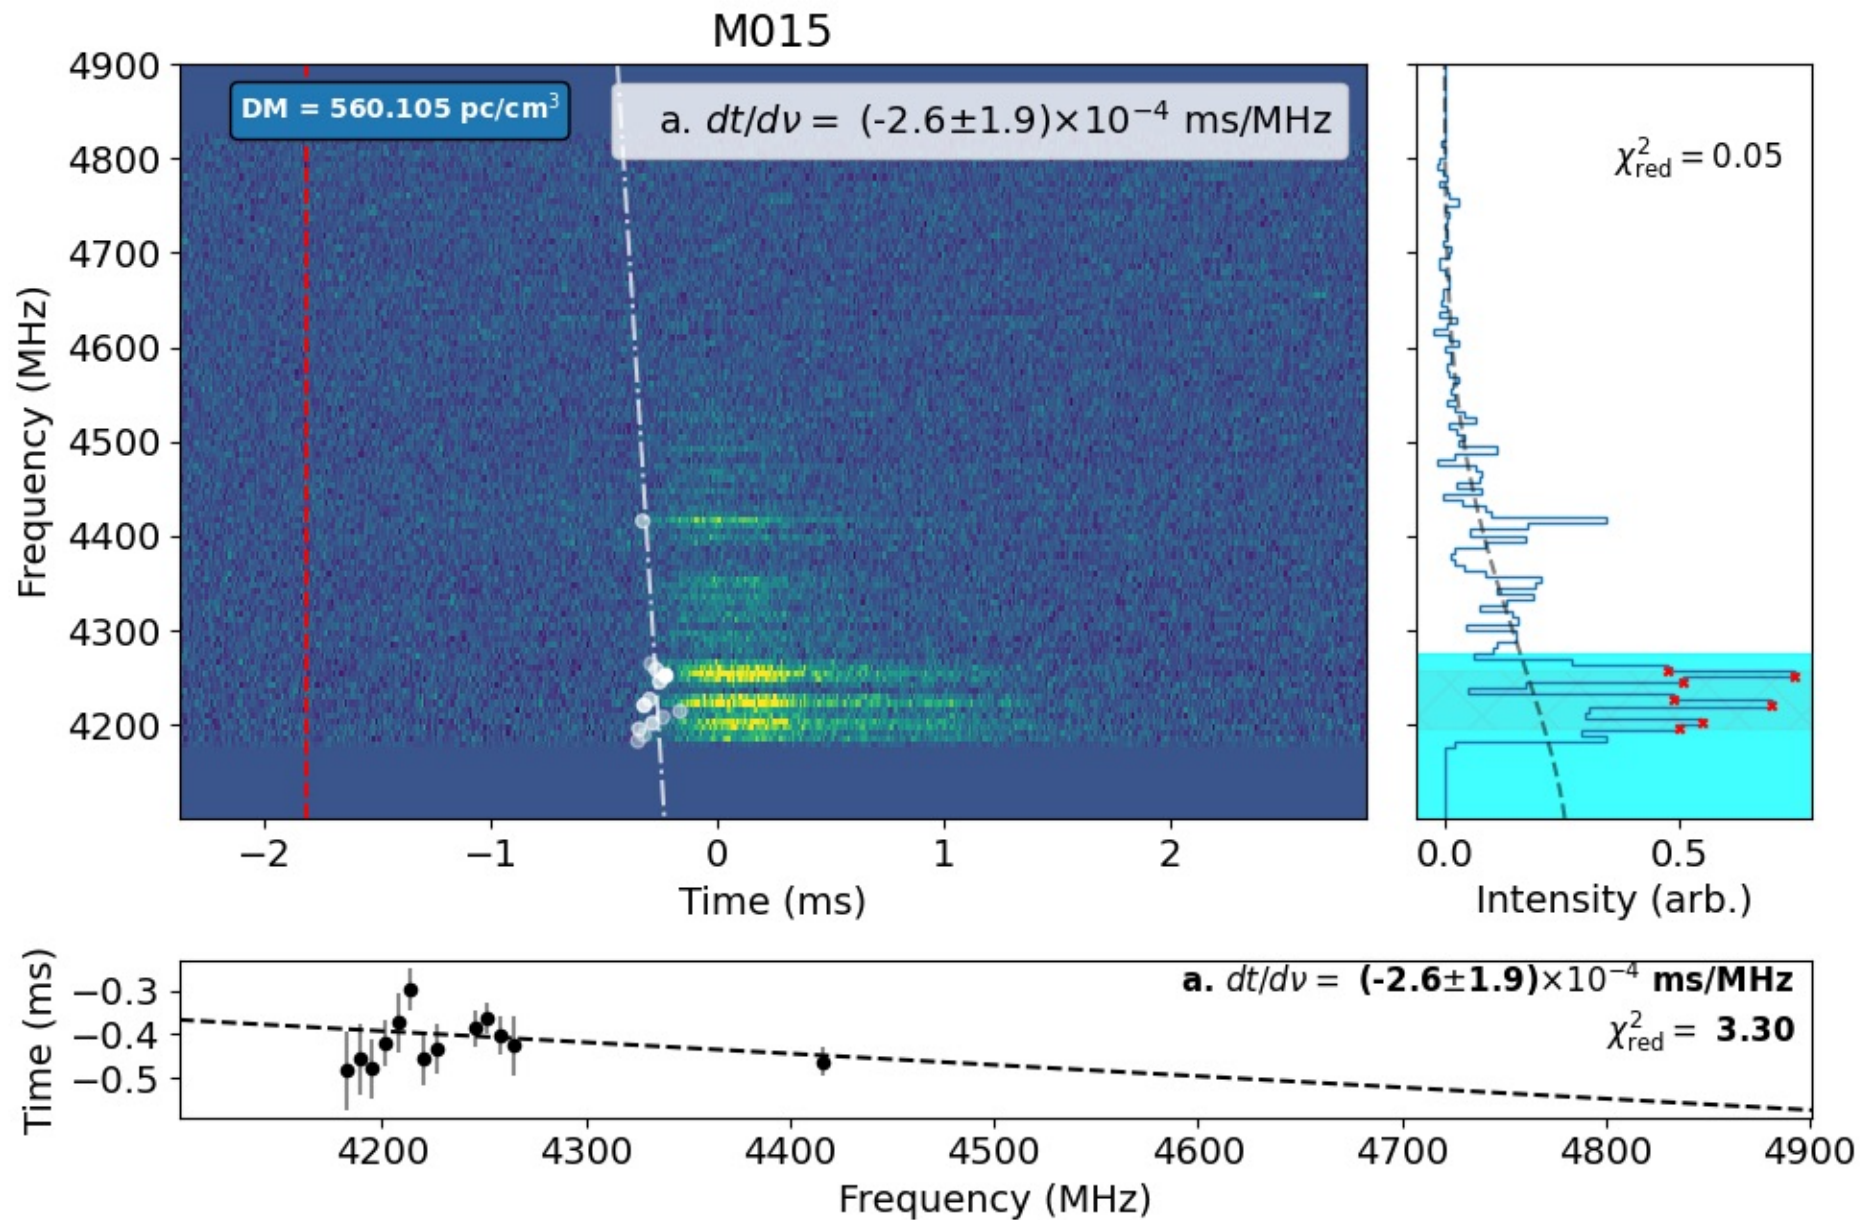 M015
4900
4800
4700
4600
4500
4400
4300
4200
Frequency (MHz)
DM = 560.105 pc/cm³
a. dt/dν = (-2.6±1.9)×10⁻⁴ ms/MHz
−2 −1 0 1 2
Time (ms)
χ²red = 0.05
0.0 0.5
Intensity (arb.)
Time (ms)
−0.3
−0.4
−0.5
a. dt/dν = (-2.6±1.9)×10⁻⁴ ms/MHz
χ²red = 3.30
4200 4300 4400 4500 4600 4700 4800 4900
Frequency (MHz)